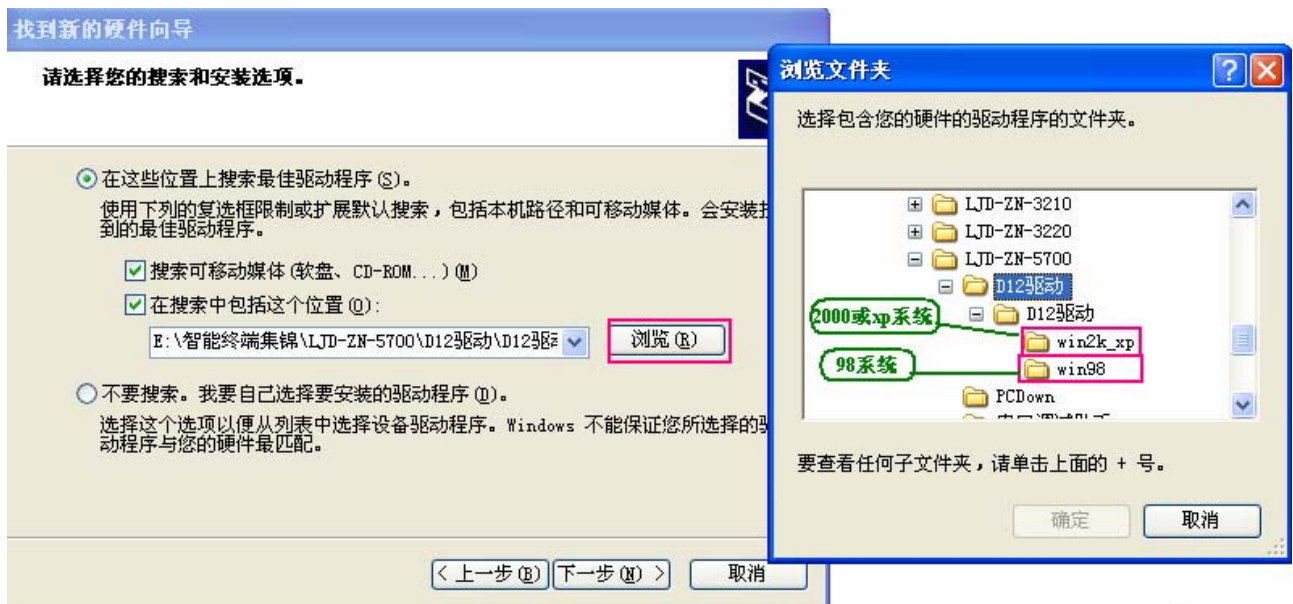 找到新的硬件向导
请选择您的搜索和安装选项。
在这些位置上搜索最佳驱动程序(S)。
使用下列的复选框限制或扩展默认搜索，包括本机路径和可移动媒体。会安装
到的最佳驱动程序。
搜索可移动媒体(软盘、CD-ROM...)(M)
在搜索中包括这个位置(O):
E:\智能终端集锦\LJD-ZN-5700\D12驱动\D12驱
浏览(R)
不要搜索。我要自己选择要安装的驱动程序(D)。
选择这个选项以便从列表中选择设备驱动程序。Windows 不能保证您所选择的
动程序与您的硬件最匹配。
< 上一步(B)
下一步(N) >
取消
浏览文件夹
选择包含您的硬件的驱动程序的文件夹。
LJD-ZN-3210
LJD-ZN-3220
LJD-ZN-5700
D12驱动
D12驱动
2000或xp系统
win2k_xp
98系统
win98
PCDown
要查看任何子文件夹，请单击上面的 + 号。
确定
取消